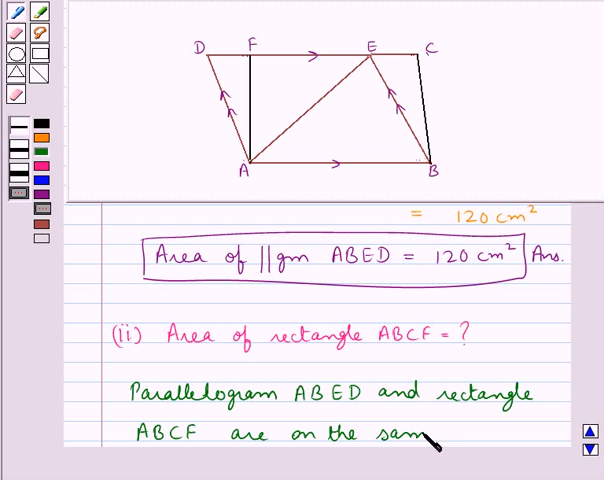 D F E C
A B
= 120 cm²
Area of ||gm ABED = 120 cm² Ans.
(ii) Area of rectangle ABCF = ?
Parallelogram ABED and rectangle
ABCF are on the sam